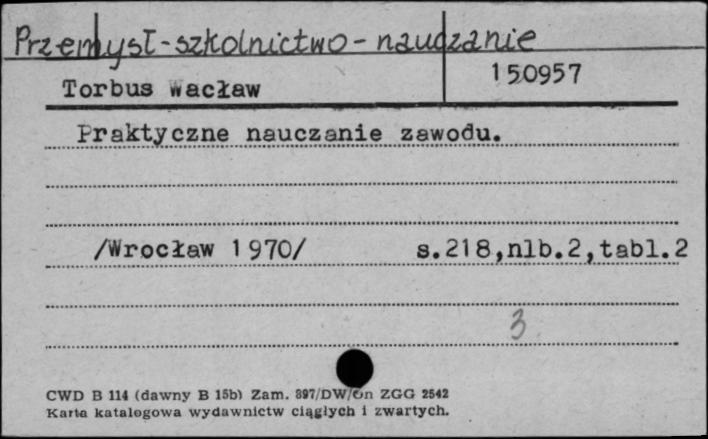 Przemysł-szkolnictwo-nauczanie
Torbus Wacław 150957
Praktyczne nauczanie zawodu.
/Wrocław 1970/ s.218,nlb.2,tabl.2
3
CWD B 114 (dawny B 15b) Zam. 897/DW/On ZGG 2542
Karta katalogowa wydawnictw ciągłych i zwartych.